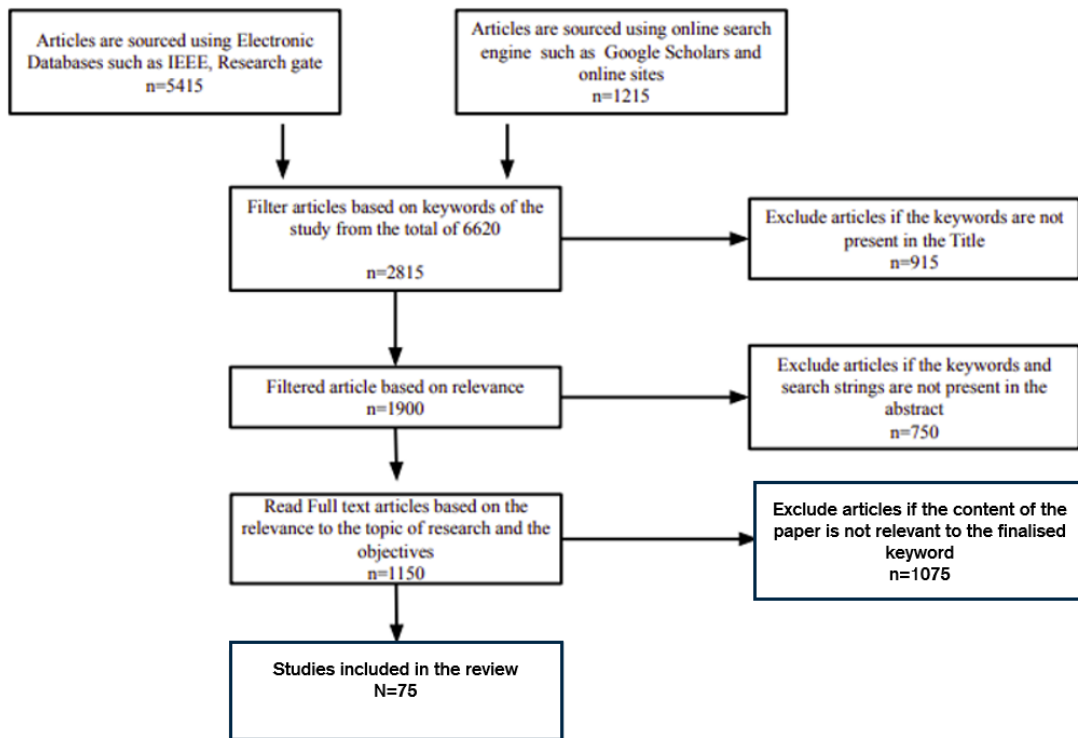 Articles are sourced using Electronic
Databases such as IEEE, Research gate
n=5415
Articles are sourced using online search
engine such as Google Scholars and
online sites
n=1215
Filter articles based on keywords of the
study from the total of 6620
n=2815
Exclude articles if the keywords are not
present in the Title
n=915
Filtered article based on relevance
n=1900
Exclude articles if the keywords and
search strings are not present in the
abstract
n=750
Read Full text articles based on the
relevance to the topic of research and the
objectives
n=1150
Exclude articles if the content of the
paper is not relevant to the finalised
keyword
n=1075
Studies included in the review
N=75